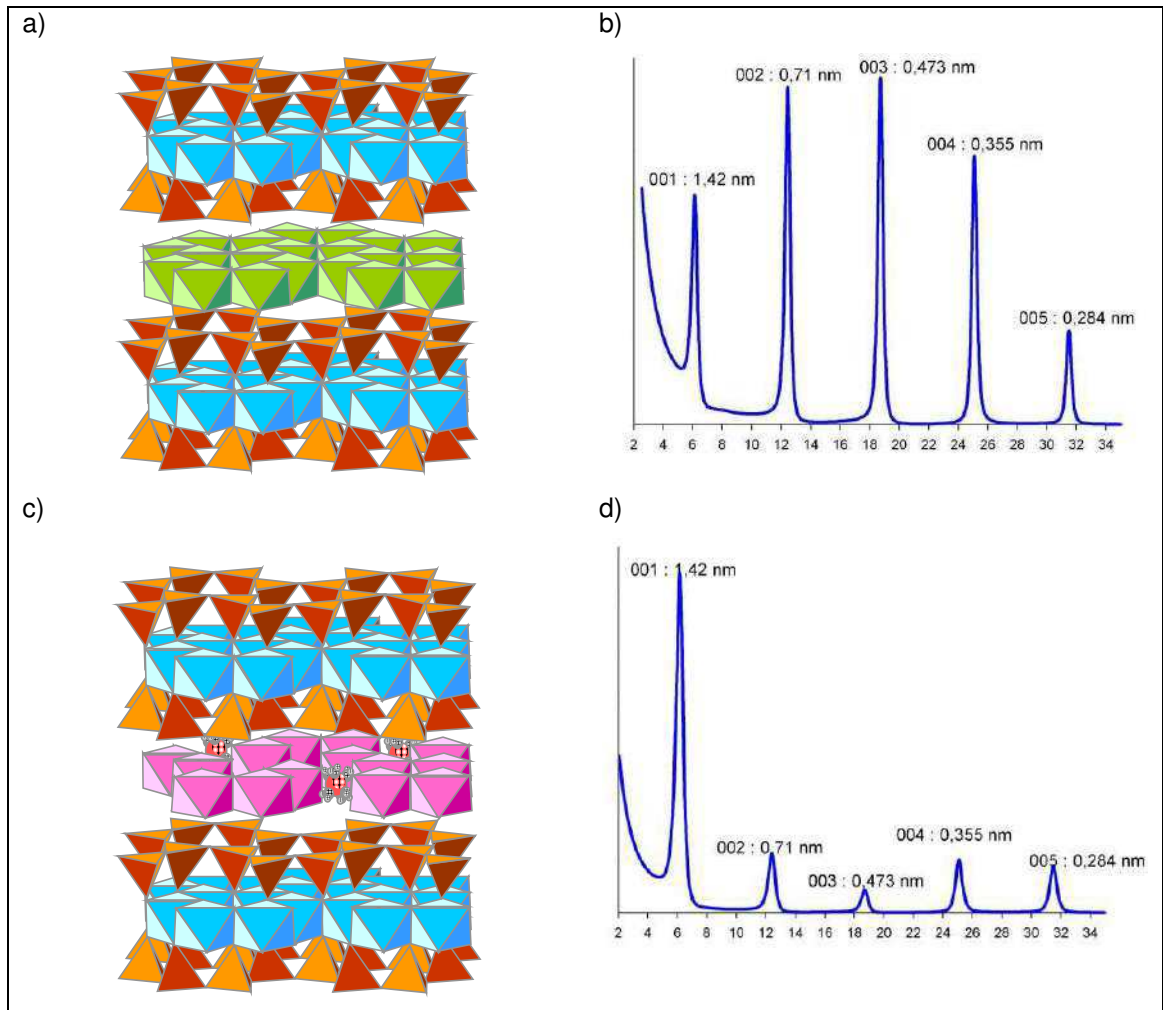 a)
b)
003 : 0,473 nm
002 : 0,71 nm
004 : 0,355 nm
001 : 1,42 nm
005 : 0,284 nm
2 4 6 8 10 12 14 16 18 20 22 24 26 28 30 32 34
c)
d)
001 : 1,42 nm
004 : 0,355 nm
002 : 0,71 nm
005 : 0,284 nm
003 : 0,473 nm
2 4 6 8 10 12 14 16 18 20 22 24 26 28 30 32 34